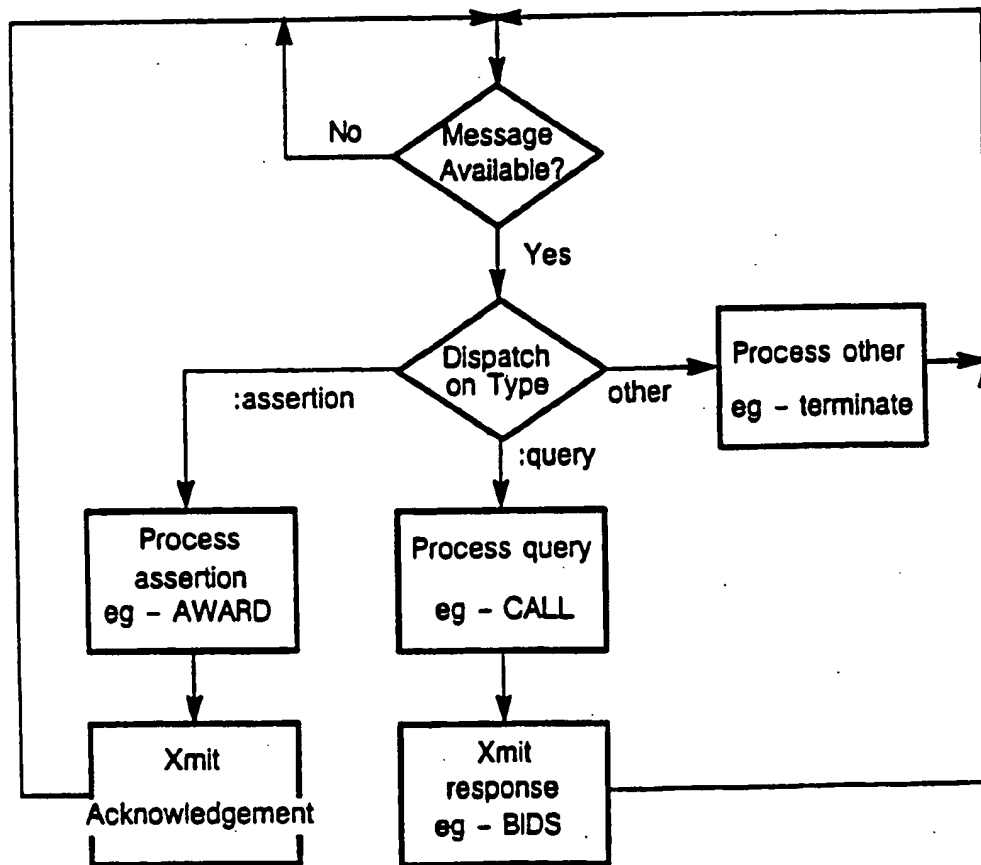 No
Message
Available?
Yes
Dispatch
on Type
:assertion
other
:query
Process other
eg - terminate
Process
assertion
eg - AWARD
Process query
eg - CALL
Xmit
Acknowledgement
Xmit
response
eg - BIDS